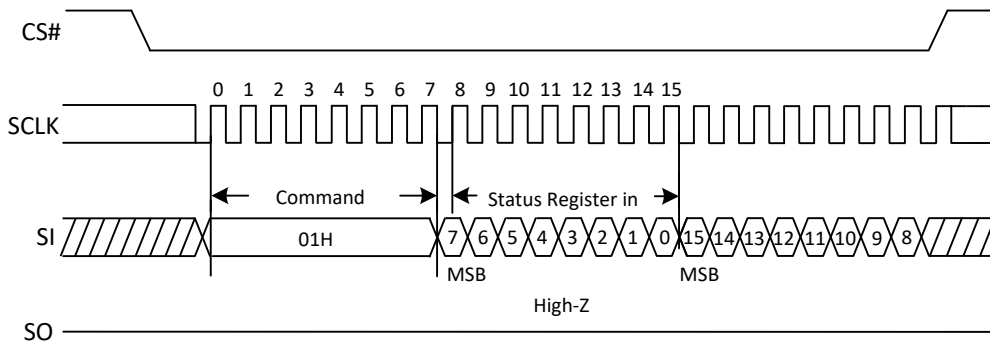 CS#
0 1 2 3 4 5 6 7 8 9 10 11 12 13 14 15
SCLK
Command Status Register in
SI 01H 7 6 5 4 3 2 1 0 15 14 13 12 11 10 9 8
MSB MSB
High-Z
SO